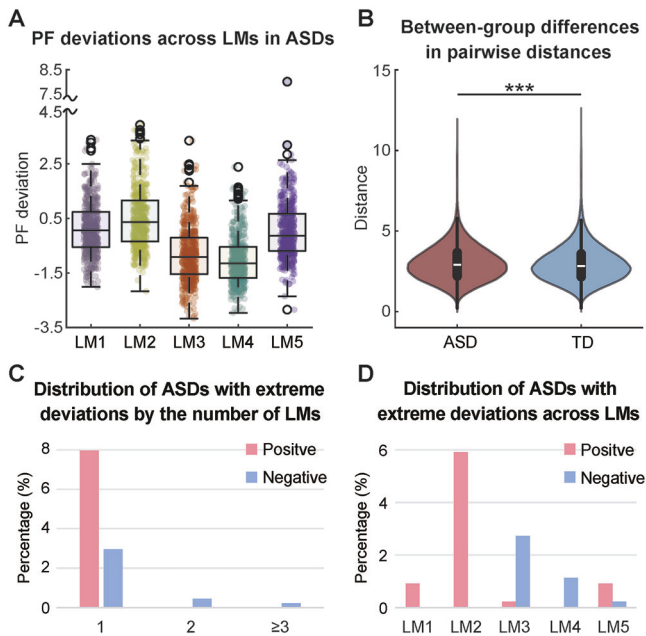 A
PF deviations across LMs in ASDs
8.5
7.5
4.5
2.5
0.5
-1.5
-3.5
PF deviation
LM1 LM2 LM3 LM4 LM5
B
Between-group differences
in pairwise distances
15
10
5
0
Distance
***
ASD TD
C
Distribution of ASDs with extreme
deviations by the number of LMs
8
6
4
2
0
Percentage (%)
Positve
Negative
1 2 ≥3
D
Distribution of ASDs with
extreme deviations across LMs
6
4
2
0
Percentage (%)
Positve
Negative
LM1 LM2 LM3 LM4 LM5